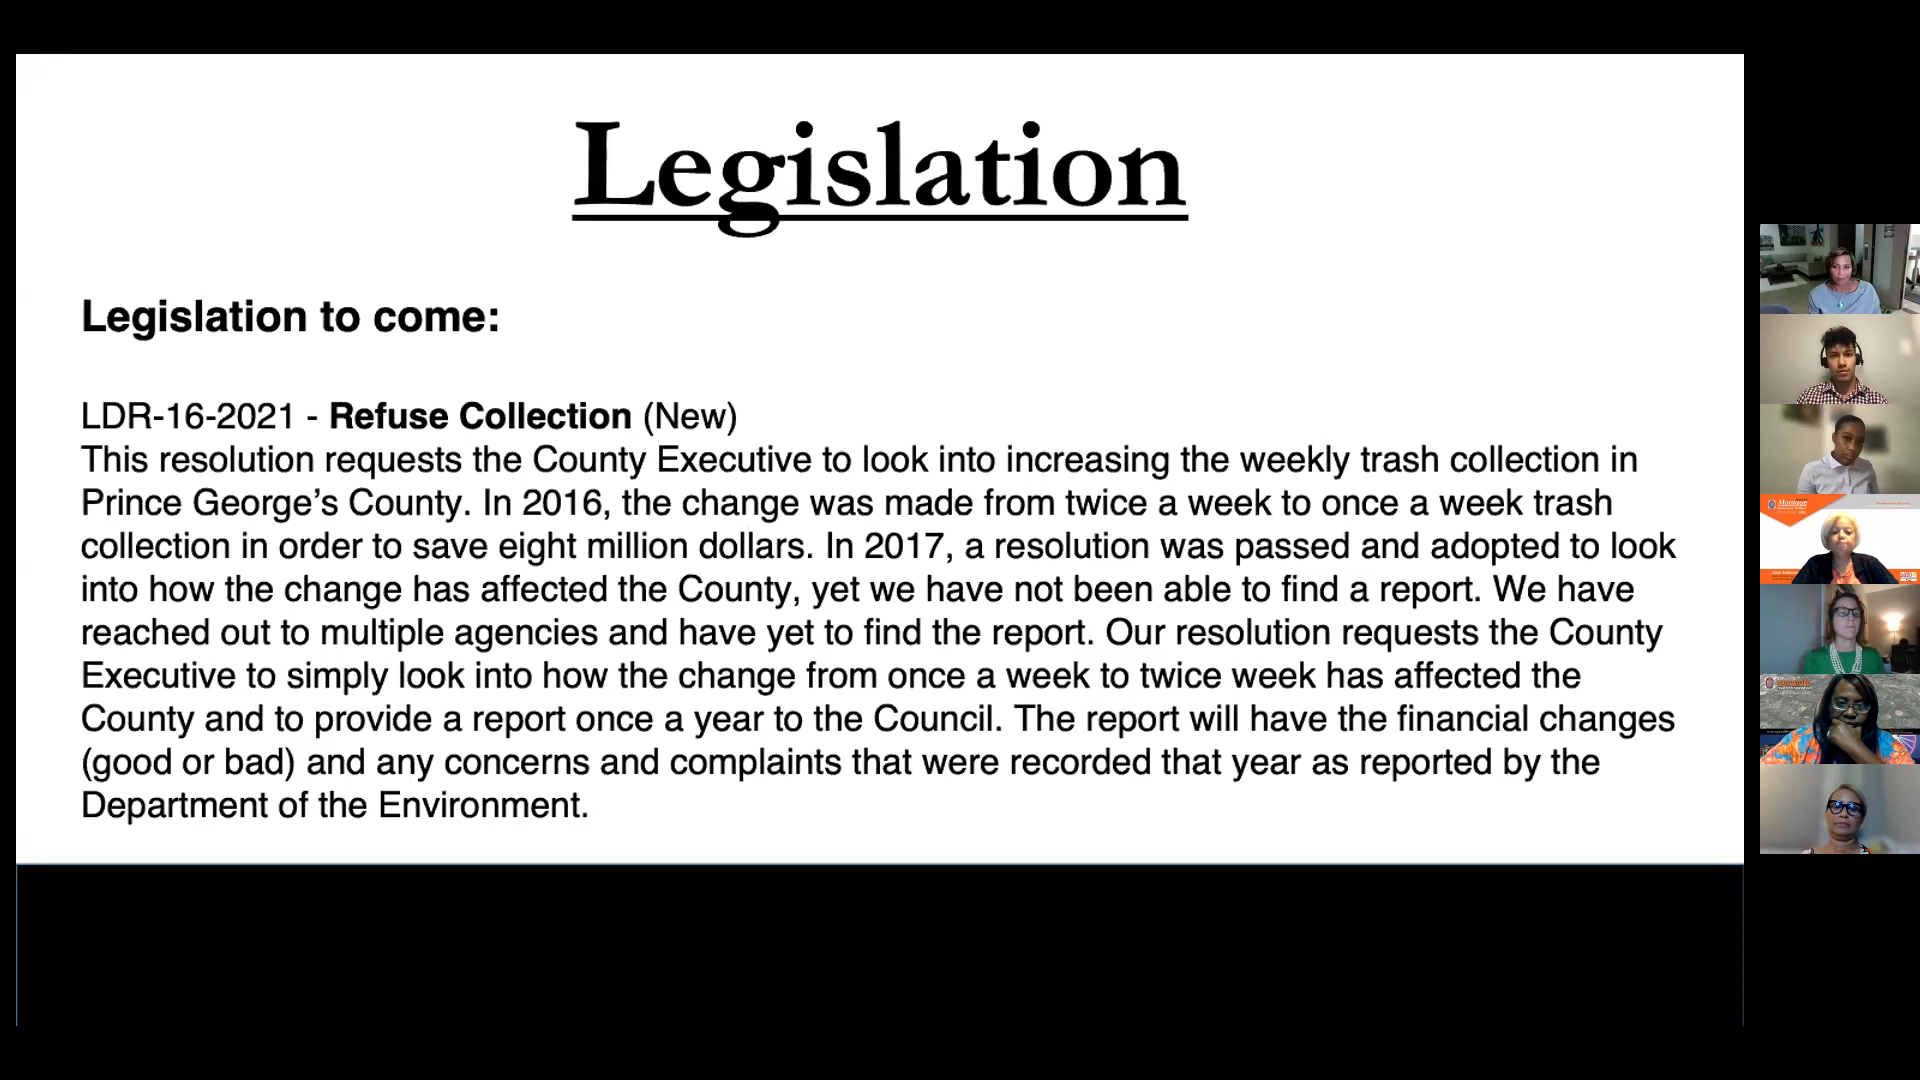 Legislation
Legislation to come:
LDR-16-2021 - Refuse Collection (New)
This resolution requests the County Executive to look into increasing the weekly trash collection in
Prince George’s County. In 2016, the change was made from twice a week to once a week trash
collection in order to save eight million dollars. In 2017, a resolution was passed and adopted to look
into how the change has affected the County, yet we have not been able to find a report. We have
reached out to multiple agencies and have yet to find the report. Our resolution requests the County
Executive to simply look into how the change from once a week to twice week has affected the
County and to provide a report once a year to the Council. The report will have the financial changes
(good or bad) and any concerns and complaints that were recorded that year as reported by the
Department of the Environment.
Monique